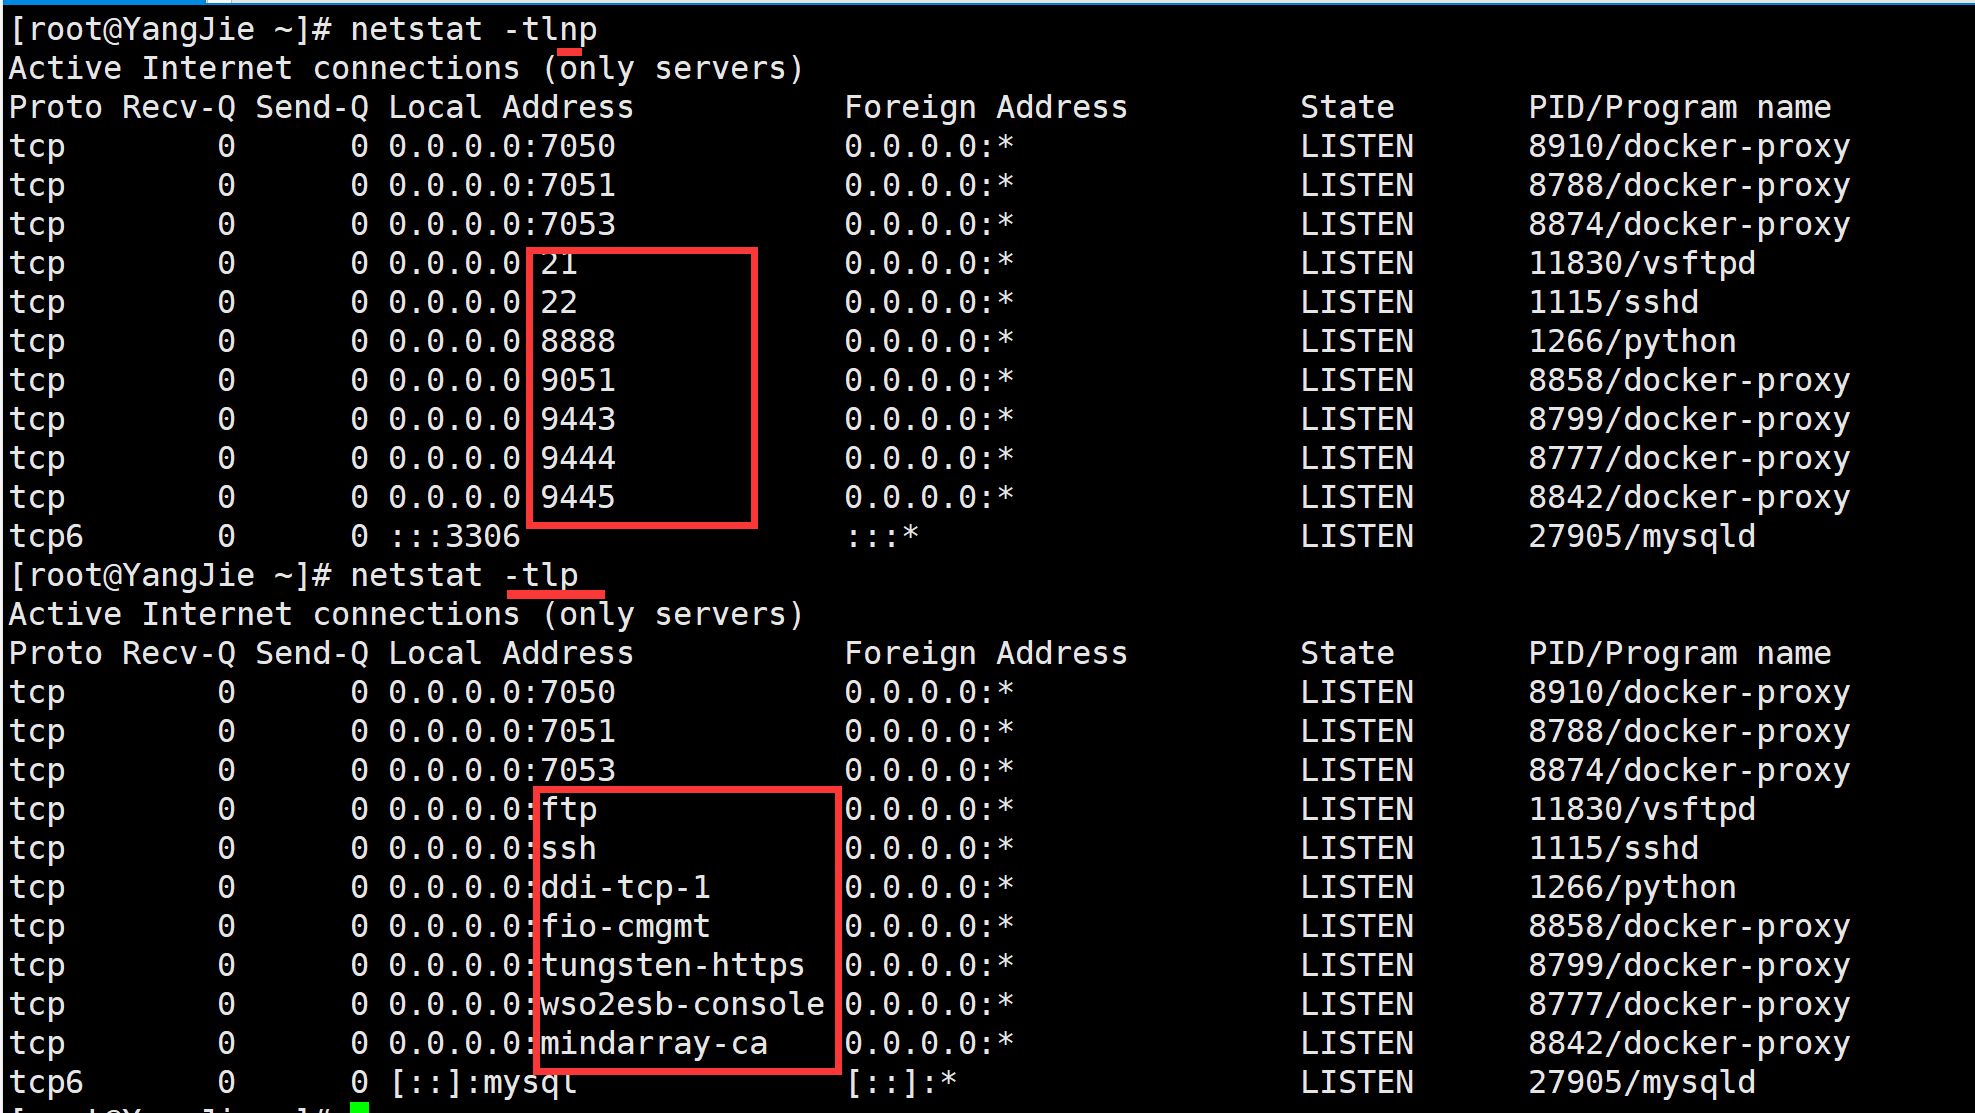 [root@YangJie ~]# netstat -tlnp
Active Internet connections (only servers)
Proto Recv-Q Send-Q Local Address           Foreign Address         State       PID/Program name
tcp        0      0 0.0.0.0:7050            0.0.0.0:*               LISTEN      8910/docker-proxy
tcp        0      0 0.0.0.0:7051            0.0.0.0:*               LISTEN      8788/docker-proxy
tcp        0      0 0.0.0.0:7053            0.0.0.0:*               LISTEN      8874/docker-proxy
tcp        0      0 0.0.0.0 21              0.0.0.0:*               LISTEN      11830/vsftpd
tcp        0      0 0.0.0.0 22              0.0.0.0:*               LISTEN      1115/sshd
tcp        0      0 0.0.0.0 8888            0.0.0.0:*               LISTEN      1266/python
tcp        0      0 0.0.0.0 9051            0.0.0.0:*               LISTEN      8858/docker-proxy
tcp        0      0 0.0.0.0 9443            0.0.0.0:*               LISTEN      8799/docker-proxy
tcp        0      0 0.0.0.0 9444            0.0.0.0:*               LISTEN      8777/docker-proxy
tcp        0      0 0.0.0.0 9445            0.0.0.0:*               LISTEN      8842/docker-proxy
tcp6       0      0 :::3306                 :::*                    LISTEN      27905/mysqld
[root@YangJie ~]# netstat -tlp
Active Internet connections (only servers)
Proto Recv-Q Send-Q Local Address           Foreign Address         State       PID/Program name
tcp        0      0 0.0.0.0:7050            0.0.0.0:*               LISTEN      8910/docker-proxy
tcp        0      0 0.0.0.0:7051            0.0.0.0:*               LISTEN      8788/docker-proxy
tcp        0      0 0.0.0.0:7053            0.0.0.0:*               LISTEN      8874/docker-proxy
tcp        0      0 0.0.0.0:ftp             0.0.0.0:*               LISTEN      11830/vsftpd
tcp        0      0 0.0.0.0:ssh             0.0.0.0:*               LISTEN      1115/sshd
tcp        0      0 0.0.0.0:ddi-tcp-1       0.0.0.0:*               LISTEN      1266/python
tcp        0      0 0.0.0.0:fio-cmgmt       0.0.0.0:*               LISTEN      8858/docker-proxy
tcp        0      0 0.0.0.0:tungsten-https  0.0.0.0:*               LISTEN      8799/docker-proxy
tcp        0      0 0.0.0.0:wso2esb-console 0.0.0.0:*               LISTEN      8777/docker-proxy
tcp        0      0 0.0.0.0:mindarray-ca    0.0.0.0:*               LISTEN      8842/docker-proxy
tcp6       0      0 [::]:mysql              [::]:*                  LISTEN      27905/mysqld